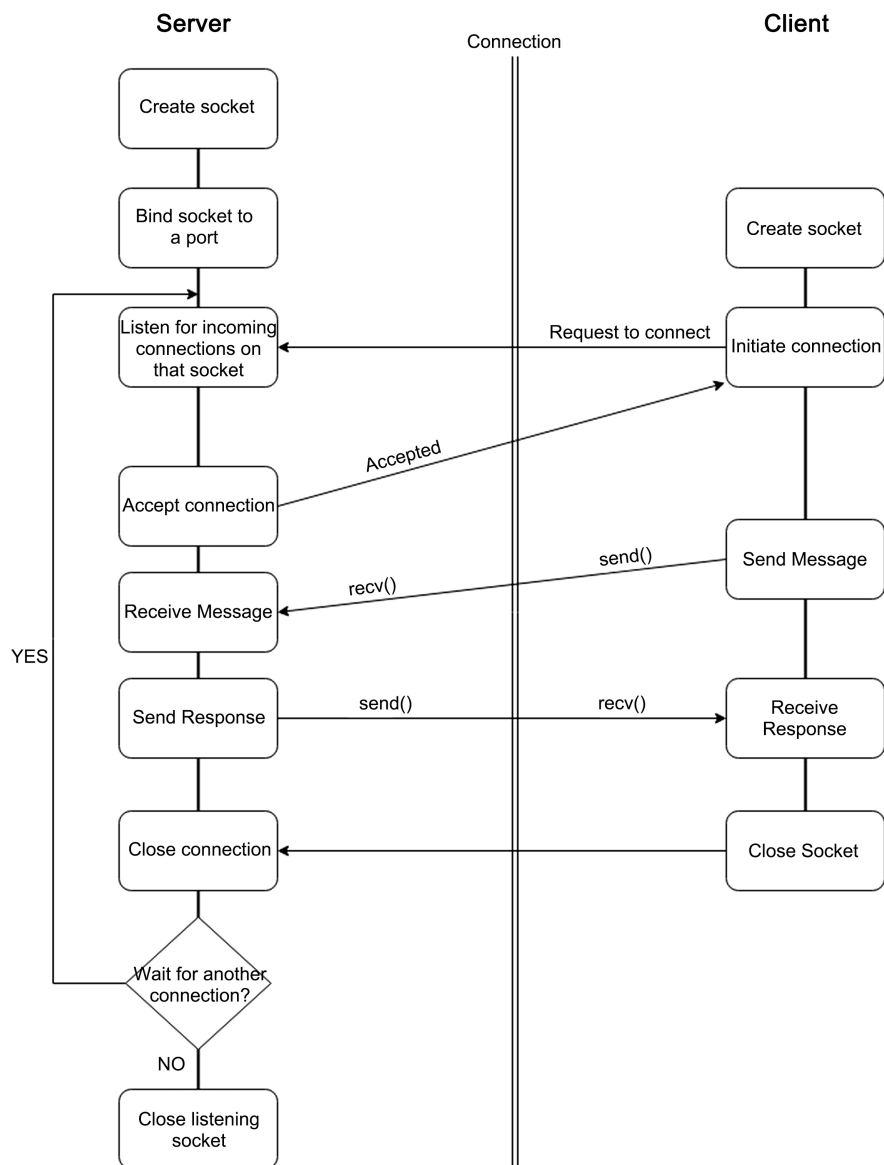 Server
Client
Connection
Create socket
Bind socket to
a port
Create socket
Listen for incoming
connections on
that socket
Request to connect
Initiate connection
Accepted
Accept connection
Send Message
send()
recv()
Receive Message
YES
Send Response
send()
recv()
Receive
Response
Close connection
Close Socket
Wait for another
connection?
NO
Close listening
socket